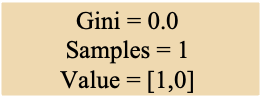 Gini = 0.0
Samples = 1
Value = [1,0]